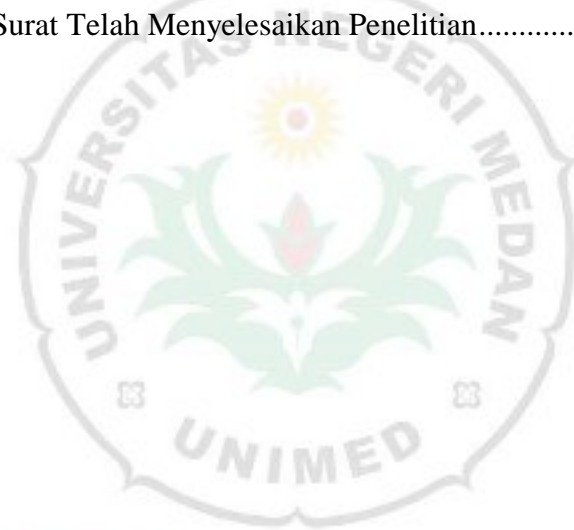 Surat Telah Menyelesaikan Penelitian............
UNIVERSITAS NEGERI MEDAN
UNIMED